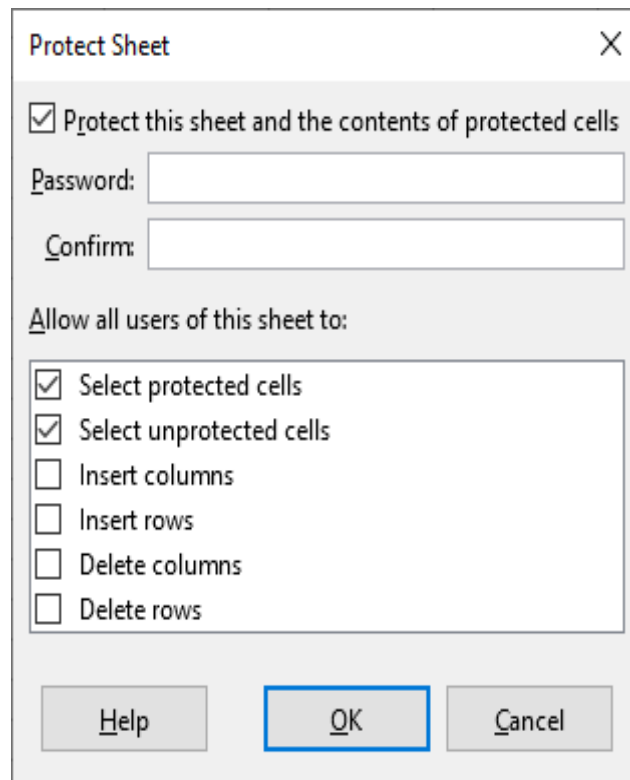 Protect Sheet
Protect this sheet and the contents of protected cells
Password:
Confirm:
Allow all users of this sheet to:
Select protected cells
Select unprotected cells
Insert columns
Insert rows
Delete columns
Delete rows
Help OK Cancel